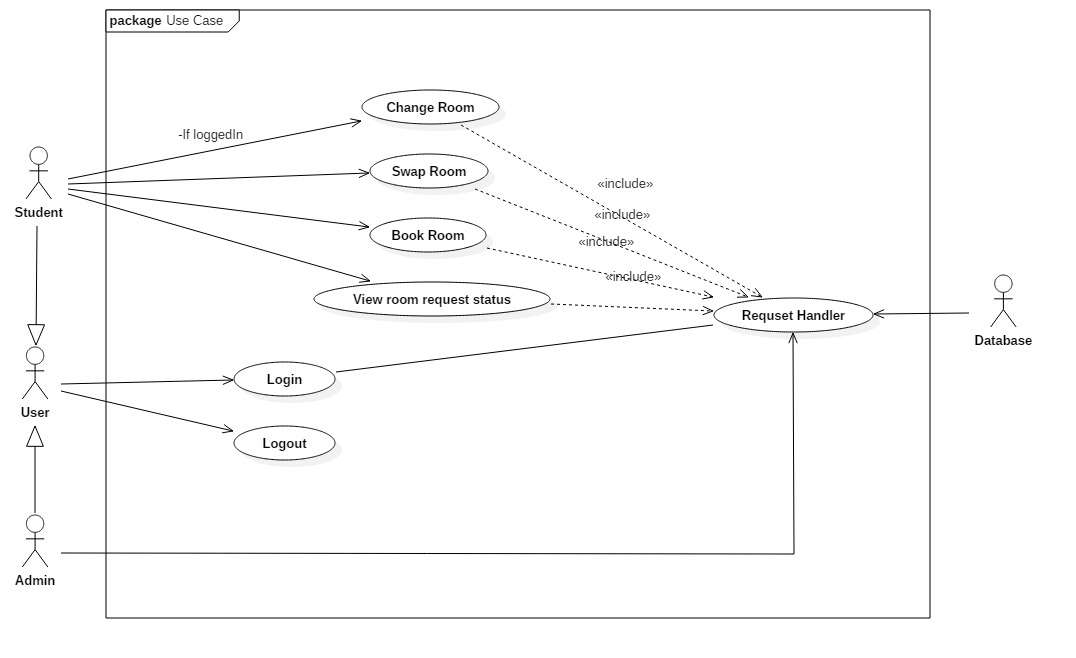 package Use Case
Change Room
-If loggedIn
Swap Room
«include»
Student
«include»
Book Room
«include»
«include»
View room request status
Requset Handler
Database
Login
User
Logout
Admin